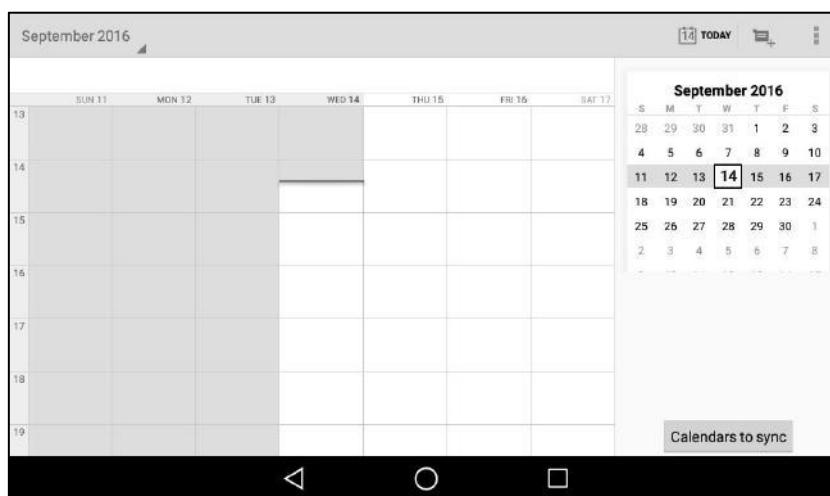 September 2016
14 TODAY
SUN 11 MON 12 TUE 13 WED 14 THU 15 FRI 16 SAT 17
13
14
15
16
17
18
19
September 2016
S M T W T F S
28 29 30 31 1 2 3
4 5 6 7 8 9 10
11 12 13 14 15 16 17
18 19 20 21 22 23 24
25 26 27 28 29 30 1
2 3 4 5 6 7 8
Calendars to sync